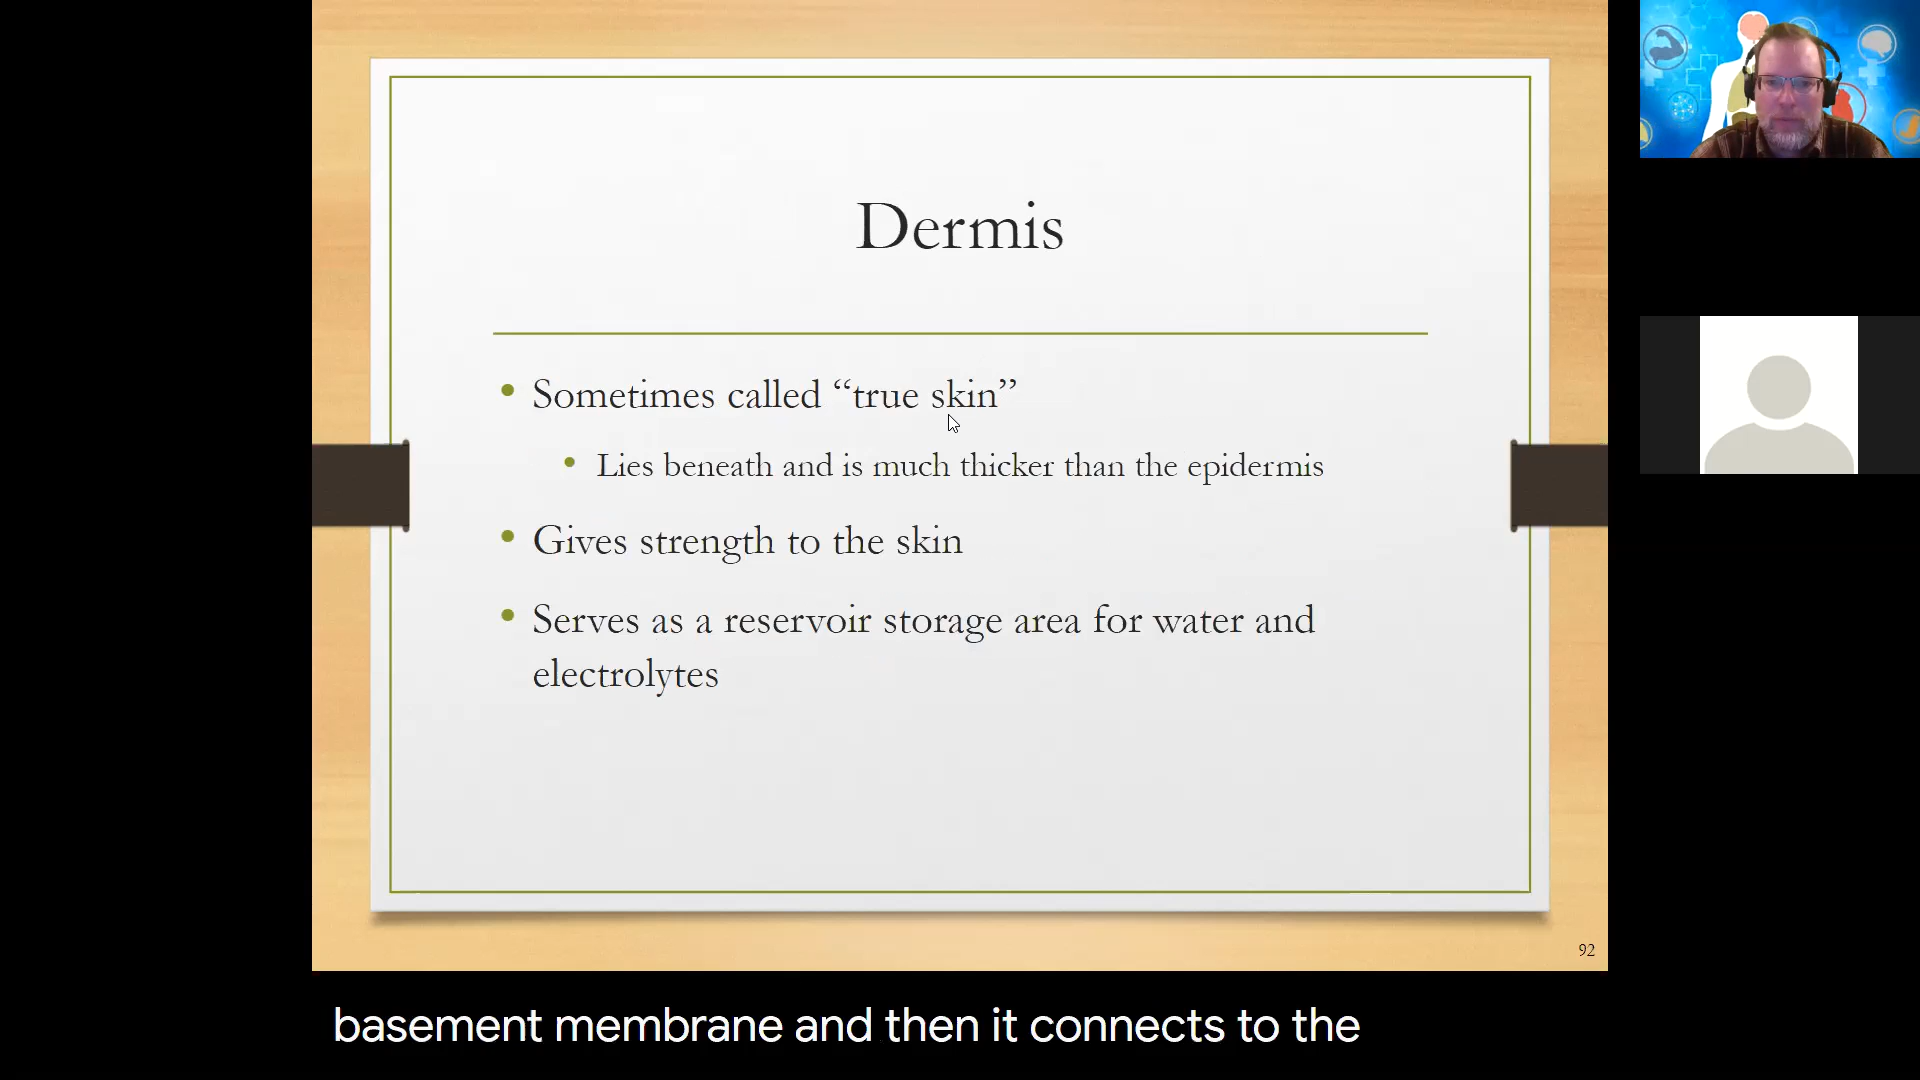 Dermis
• Sometimes called “true skin”
• Lies beneath and is much thicker than the epidermis
• Gives strength to the skin
• Serves as a reservoir storage area for water and
electrolytes
92
basement membrane and then it connects to the